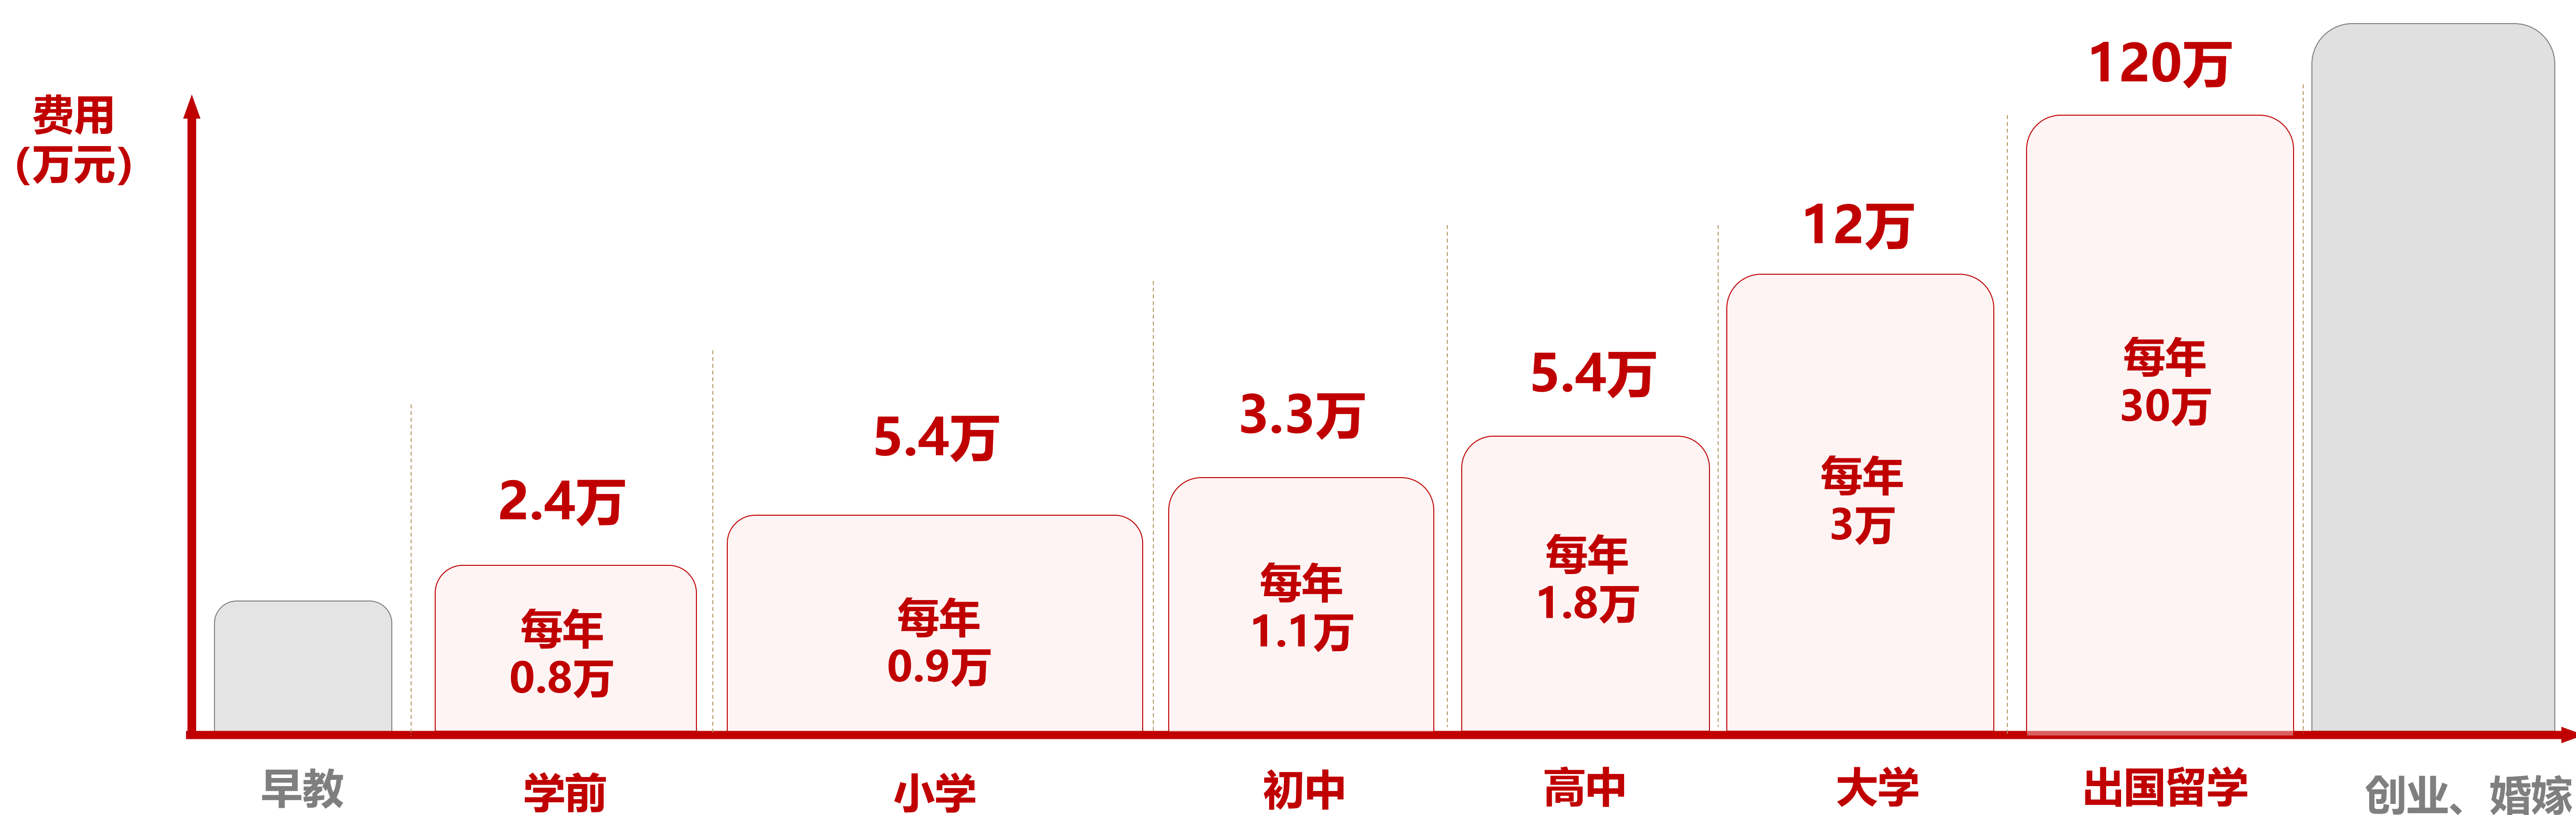 费用
(万元)
2.4万
5.4万
3.3万
5.4万
12万
120万
每年
0.8万
每年
0.9万
每年
1.1万
每年
1.8万
每年
3万
每年
30万
早教
学前
小学
初中
高中
大学
出国留学
创业、婚嫁